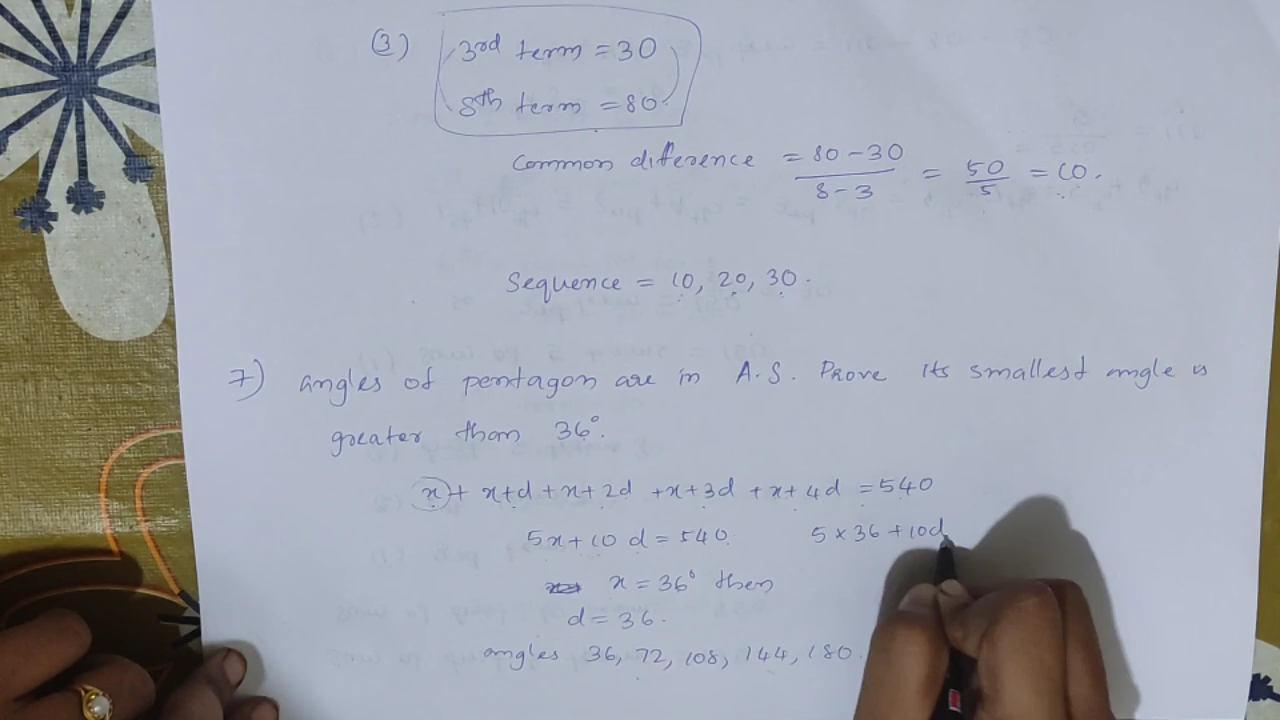 (3) 3rd term = 30
8th term = 80
Common diference = 80-30 / 8-3 = 50/5 = 10.
Sequence = 10, 20, 30.
7) angles of pentagon are in A.S. Prove its smallest angle is
greater than 36°.
x + x+d + x+2d + x+3d + x+4d = 540
5x+10 d = 540. 5 x 36 + 10d
x = 36° then
d = 36.
angles 36, 72, 108, 144, 180.